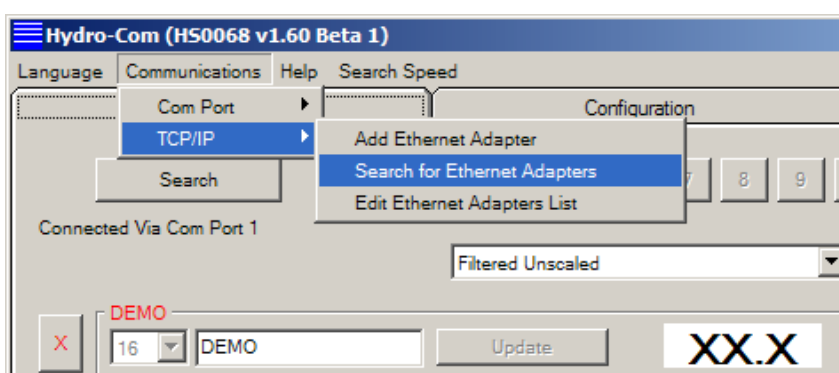 Hydro-Com (HS0068 v1.60 Beta 1)
Language Communications Help Search Speed
Com Port Configuration
TCP/IP Add Ethernet Adapter
Search Search for Ethernet Adapters 7 8 9
Edit Ethernet Adapters List
Connected Via Com Port 1
Filtered Unscaled
DEMO
X 16 DEMO Update XX.X